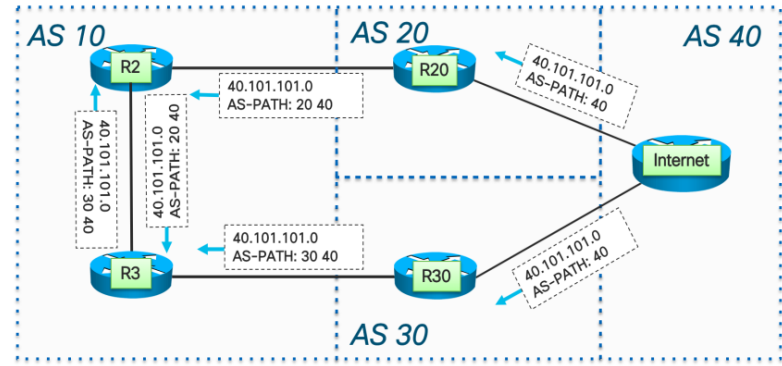 AS 10
AS 20
AS 40
R2
R20
40.101.101.0
AS-PATH: 40
40.101.101.0
AS-PATH: 20 40
40.101.101.0
AS-PATH: 30 40
40.101.101.0
AS-PATH: 20 40
Internet
40.101.101.0
AS-PATH: 30 40
R3
R30
40.101.101.0
AS-PATH: 40
AS 30